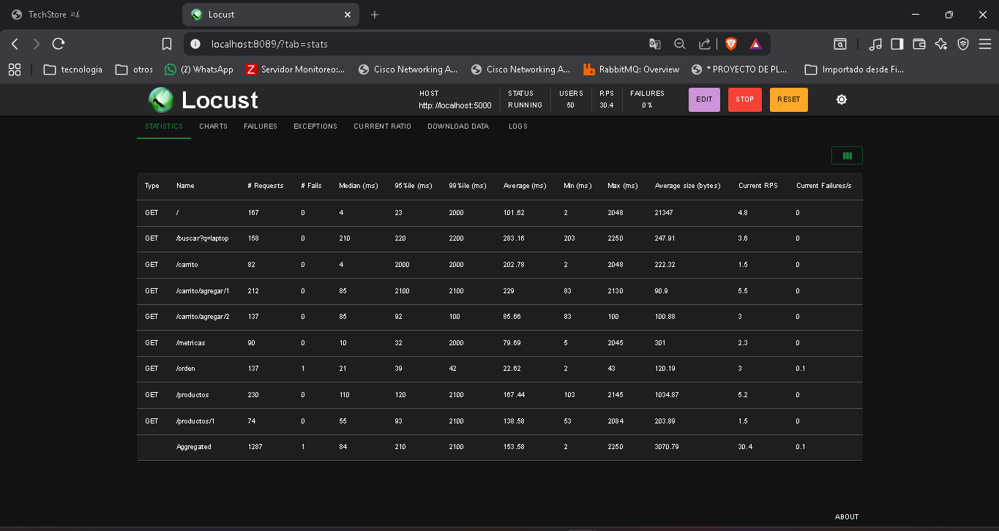 TechStore
Locust
localhost:8089/?tab=stats
tecnologia otros (2) WhatsApp Z Servidor Monitoreo:... Cisco Networking A... Cisco Networking A... RabbitMQ: Overview * PROYECTO DE PL... Importado desde Fi...
Locust
HOST STATUS USERS RPS FAILURES
http://localhost:5000 RUNNING 50 30.4 0 %
EDIT STOP RESET
STATISTICS CHARTS FAILURES EXCEPTIONS CURRENT RATIO DOWNLOAD DATA LOGS
Type Name # Requests # Fails Median (ms) 95%ile (ms) 99%ile (ms) Average (ms) Min (ms) Max (ms) Average size (bytes) Current RPS Current Failures/s
GET / 167 0 4 23 2000 101.62 2 2048 21347 4.8 0
GET /buscar?q=laptop 158 0 210 220 2200 283.16 203 2250 247.91 3.6 0
GET /carrito 82 0 4 2000 2000 202.78 2 2048 222.32 1.5 0
GET /carrito/agregar/1 212 0 85 2100 2100 229 83 2130 90.9 5.5 0
GET /carrito/agregar/2 137 0 85 92 100 85.66 83 100 100.88 3 0
GET /metricas 90 0 10 32 2000 79.69 5 2045 301 2.3 0
GET /orden 137 1 21 39 42 22.62 2 43 120.19 3 0.1
GET /productos 230 0 110 120 2100 167.44 103 2145 1034.87 5.2 0
GET /productos/1 74 0 55 93 2100 138.58 53 2084 203.89 1.5 0
Aggregated 1287 1 84 210 2100 153.58 2 2250 3070.79 30.4 0.1
ABOUT